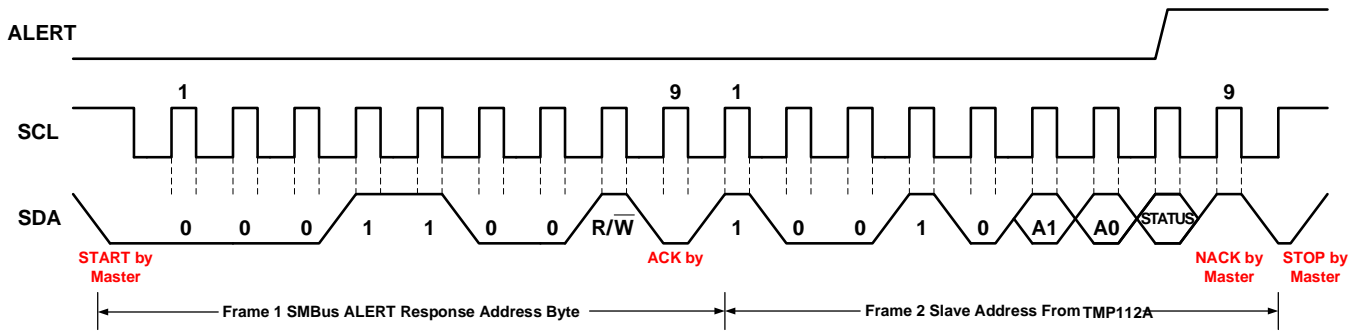 ALERT
1 9 1 9
SCL
SDA
0 0 0 1 1 0 0 R/W 1 0 0 1 0 A1 A0 STATUS
START by
Master
ACK by
NACK by
Master
STOP by
Master
Frame 1 SMBus ALERT Response Address Byte
Frame 2 Slave Address From TMP112A